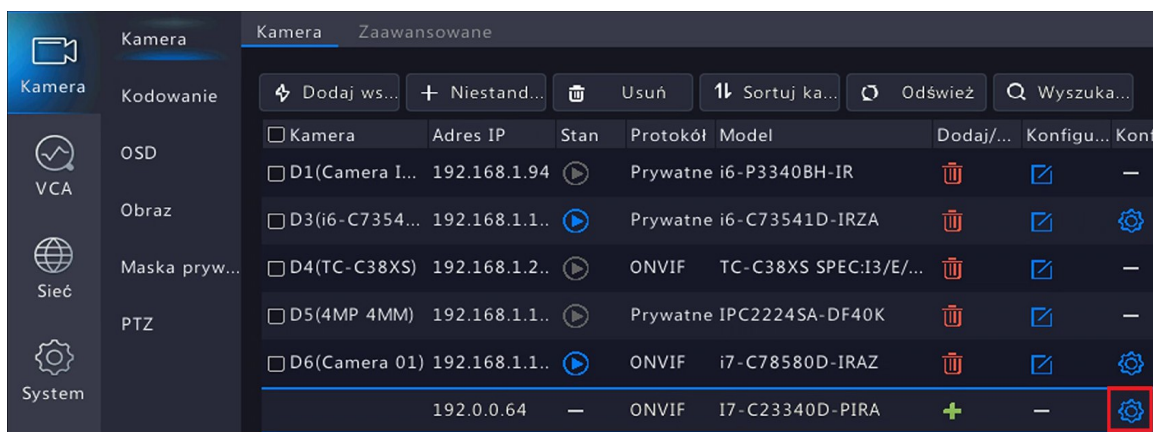 Kamera
VCA
Sieć
System
Kamera
Kodowanie
OSD
Obraz
Maska pryw...
PTZ
Kamera Zaawansowane
Dodaj ws... Niestand... Usuń Sortuj ka... Odśwież Wyszuka...
Kamera Adres IP Stan Protokół Model Dodaj/... Konfigu... Konf
D1(Camera I... 192.168.1.94 Prywatne i6-P3340BH-IR –
D3(i6-C7354... 192.168.1.1.. Prywatne i6-C73541D-IRZA
D4(TC-C38XS) 192.168.1.2.. ONVIF TC-C38XS SPEC:I3/E/... –
D5(4MP 4MM) 192.168.1.1.. Prywatne IPC2224SA-DF40K –
D6(Camera 01) 192.168.1.1.. ONVIF i7-C78580D-IRAZ
192.0.0.64 – ONVIF I7-C23340D-PIRA + –